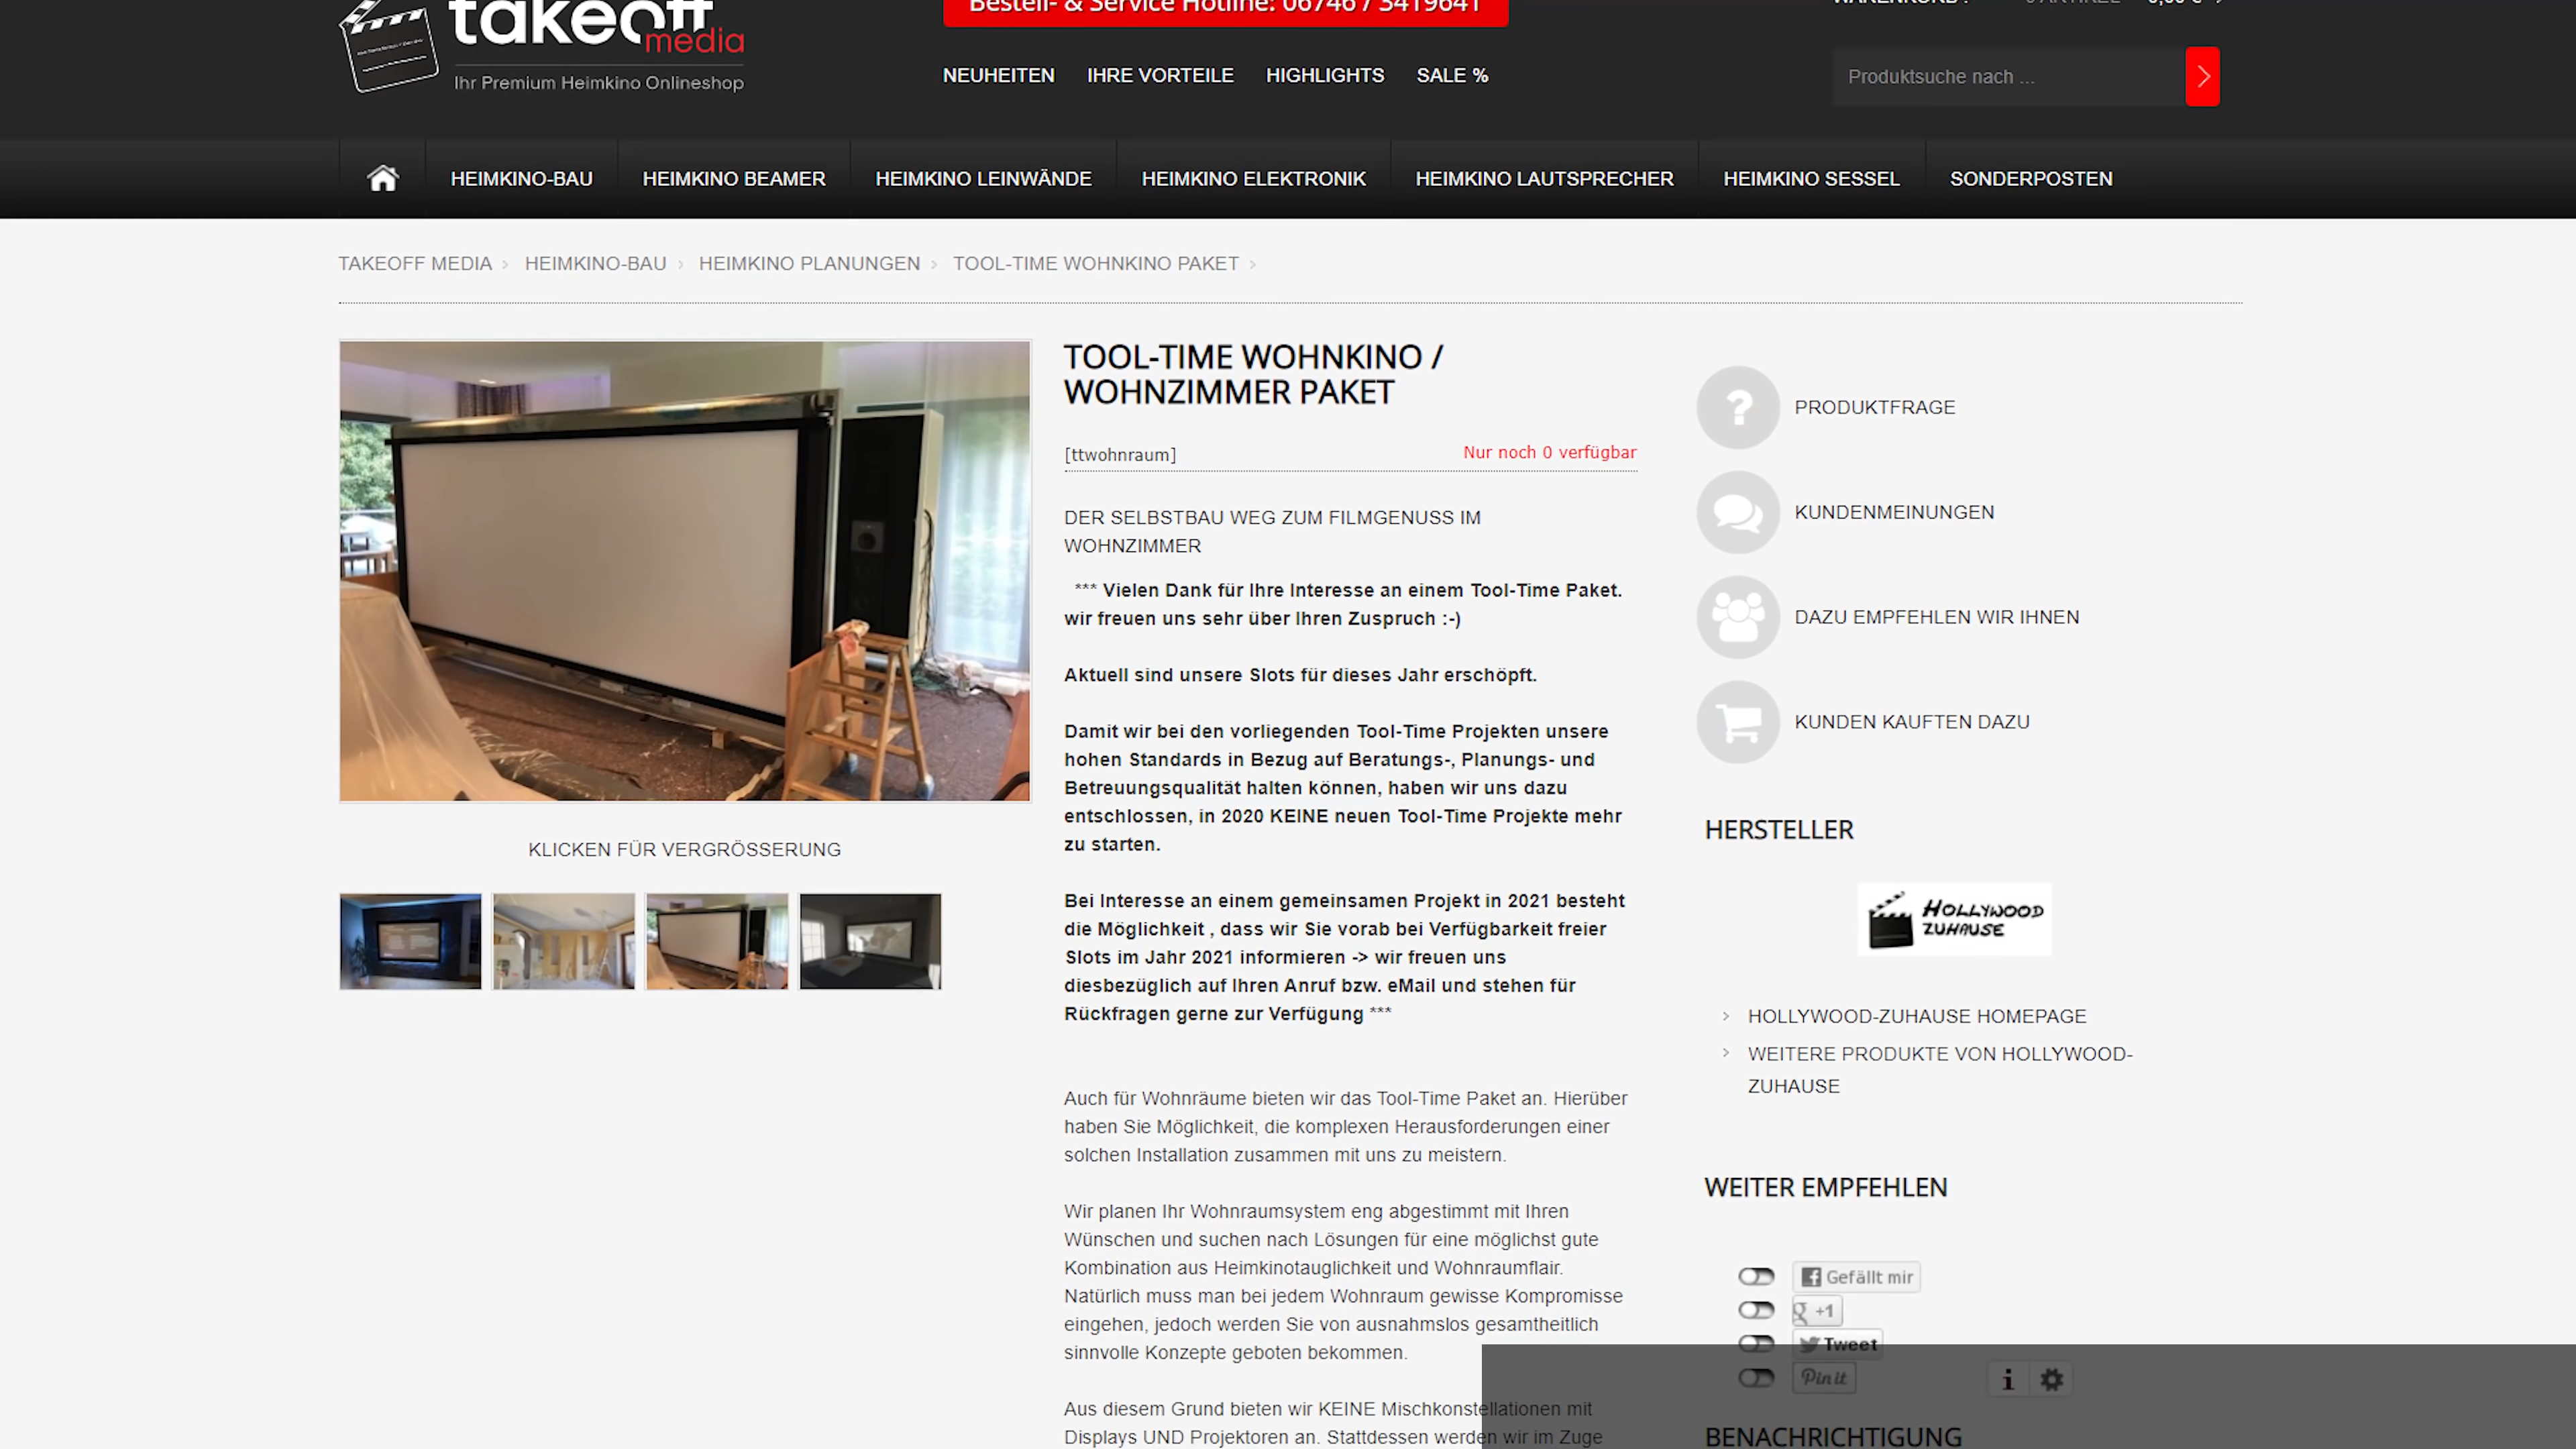 takeoff
media
Ihr Premium Heimkino Onlineshop
Bestell- & Service Hotline: 06746 / 3419641
NEUHEITEN IHRE VORTEILE HIGHLIGHTS SALE %
Produktsuche nach ...
HEIMKINO-BAU HEIMKINO BEAMER HEIMKINO LEINWÄNDE HEIMKINO ELEKTRONIK HEIMKINO LAUTSPRECHER HEIMKINO SESSEL SONDERPOSTEN
TAKEOFF MEDIA > HEIMKINO-BAU > HEIMKINO PLANUNGEN > TOOL-TIME WOHNKINO PAKET >
KLICKEN FÜR VERGRÖSSERUNG
TOOL-TIME WOHNKINO /
WOHNZIMMER PAKET
[ttwohnraum] Nur noch 0 verfügbar
DER SELBSTBAU WEG ZUM FILMGENUSS IM
WOHNZIMMER
*** Vielen Dank für Ihre Interesse an einem Tool-Time Paket.
wir freuen uns sehr über Ihren Zuspruch :-)
Aktuell sind unsere Slots für dieses Jahr erschöpft.
Damit wir bei den vorliegenden Tool-Time Projekten unsere
hohen Standards in Bezug auf Beratungs-, Planungs- und
Betreuungsqualität halten können, haben wir uns dazu
entschlossen, in 2020 KEINE neuen Tool-Time Projekte mehr
zu starten.
Bei Interesse an einem gemeinsamen Projekt in 2021 besteht
die Möglichkeit , dass wir Sie vorab bei Verfügbarkeit freier
Slots im Jahr 2021 informieren -> wir freuen uns
diesbezüglich auf Ihren Anruf bzw. eMail und stehen für
Rückfragen gerne zur Verfügung ***
Auch für Wohnräume bieten wir das Tool-Time Paket an. Hierüber
haben Sie Möglichkeit, die komplexen Herausforderungen einer
solchen Installation zusammen mit uns zu meistern.
Wir planen Ihr Wohnraumsystem eng abgestimmt mit Ihren
Wünschen und suchen nach Lösungen für eine möglichst gute
Kombination aus Heimkinotauglichkeit und Wohnraumflair.
Natürlich muss man bei jedem Wohnraum gewisse Kompromisse
eingehen, jedoch werden Sie von ausnahmslos gesamtheitlich
sinnvolle Konzepte geboten bekommen.
Aus diesem Grund bieten wir KEINE Mischkonstellationen mit
Displays UND Projektoren an. Stattdessen werden wir im Zuge
PRODUKTFRAGE
KUNDENMEINUNGEN
DAZU EMPFEHLEN WIR IHNEN
KUNDEN KAUFTEN DAZU
HERSTELLER
HOLLYWOOD
ZUHAUSE
HOLLYWOOD-ZUHAUSE HOMEPAGE
WEITERE PRODUKTE VON HOLLYWOOD-
ZUHAUSE
WEITER EMPFEHLEN
Gefällt mir
+1
Tweet
Pin it
BENACHRICHTIGUNG